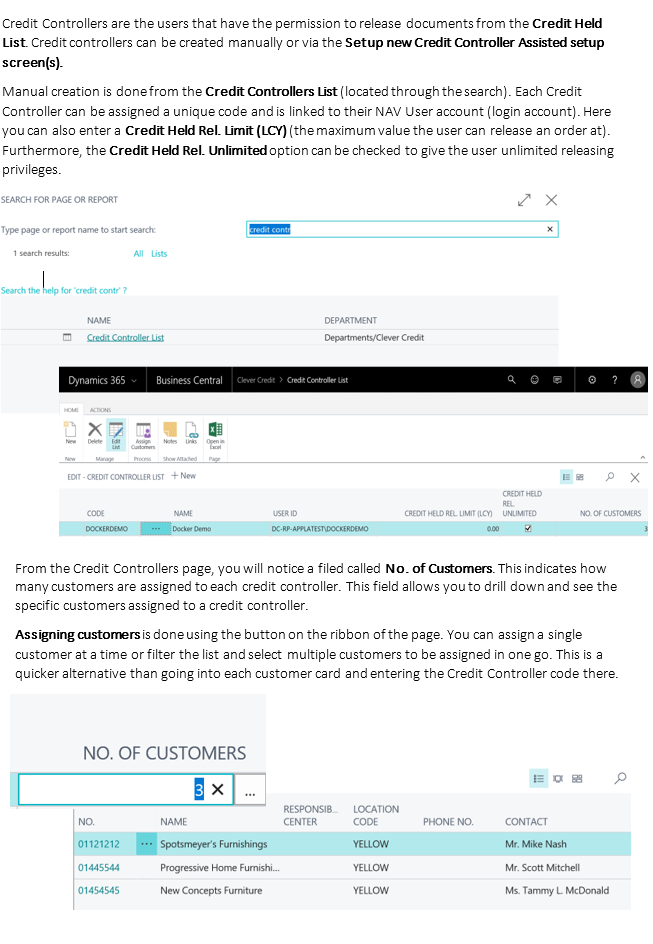 Credit Controllers are the users that have the permission to release documents from the Credit Held
List. Credit controllers can be created manually or via the Setup new Credit Controller Assisted setup
screen(s).
Manual creation is done from the Credit Controllers List (located through the search). Each Credit
Controller can be assigned a unique code and is linked to their NAV User account (login account). Here
you can also enter a Credit Held Rel. Limit (LCY) (the maximum value the user can release an order at).
Furthermore, the Credit Held Rel. Unlimited option can be checked to give the user unlimited releasing
privileges.
SEARCH FOR PAGE OR REPORT
Type page or report name to start search:
credit contr
1 search results:
All Lists
Search the help for 'credit contr' ?
NAME DEPARTMENT
Credit Controller List Departments/Clever Credit
Dynamics 365 Business Central Clever Credit > Credit Controller List
HOME ACTIONS
New Delete Edit List Assign Customers Notes Links Open in Excel
New Manage Process Show Attached Page
EDIT - CREDIT CONTROLLER LIST + New
CODE NAME USER ID CREDIT HELD REL. LIMIT (LCY) CREDIT HELD REL. UNLIMITED NO. OF CUSTOMERS
DOCKERDEMO ... Docker Demo DC-RP-APPLATEST\DOCKERDEMO 0.00 3
From the Credit Controllers page, you will notice a filed called No. of Customers. This indicates how
many customers are assigned to each credit controller. This field allows you to drill down and see the
specific customers assigned to a credit controller.
Assigning customers is done using the button on the ribbon of the page. You can assign a single
customer at a time or filter the list and select multiple customers to be assigned in one go. This is a
quicker alternative than going into each customer card and entering the Credit Controller code there.
NO. OF CUSTOMERS
3 ...
NO. NAME RESPONSIB... CENTER LOCATION CODE PHONE NO. CONTACT
01121212 ... Spotsmeyer's Furnishings YELLOW Mr. Mike Nash
01445544 Progressive Home Furnishi... YELLOW Mr. Scott Mitchell
01454545 New Concepts Furniture YELLOW Ms. Tammy L. McDonald